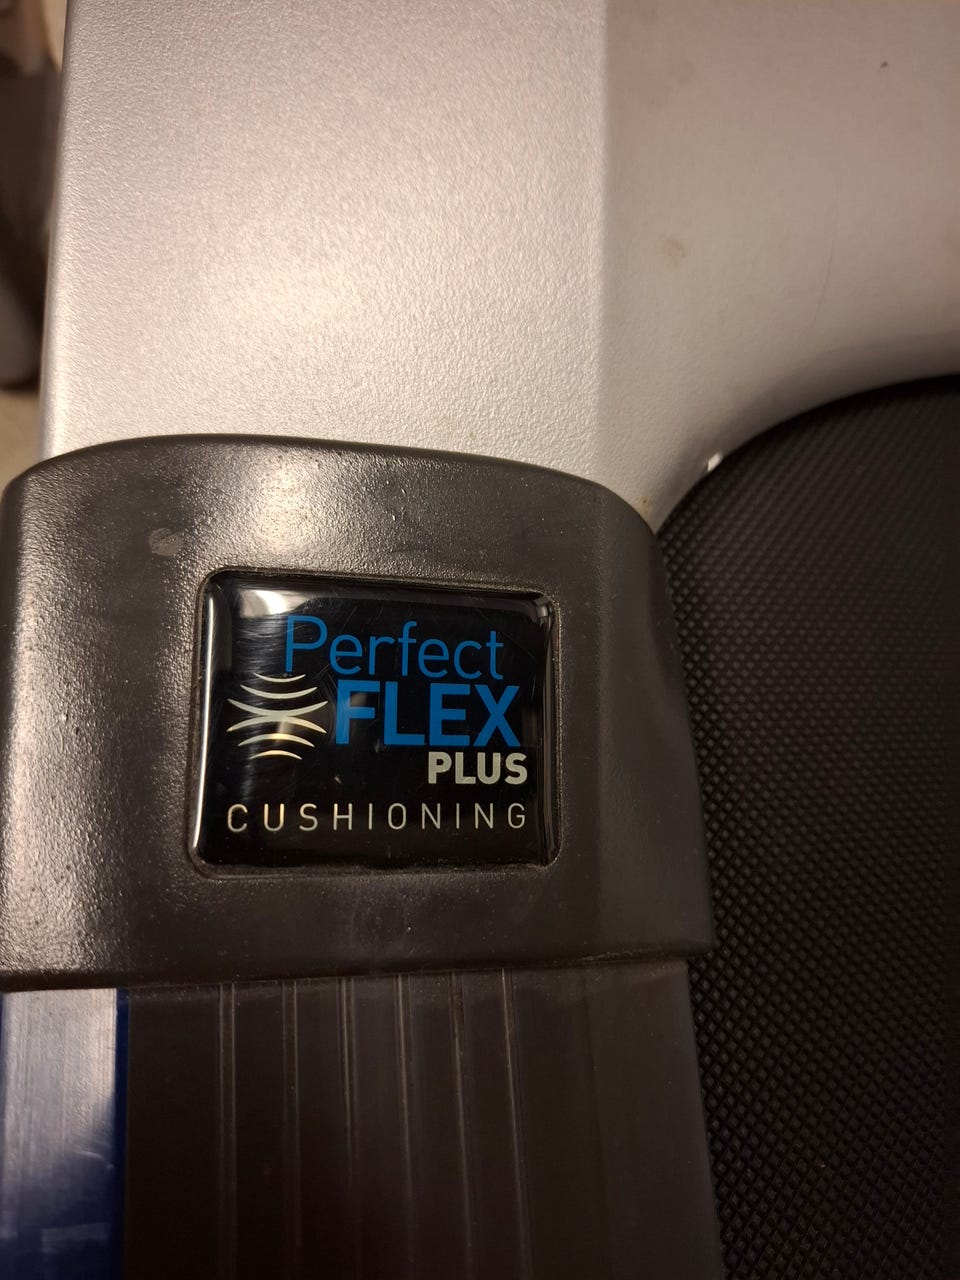 Perfect
FLEX
PLUS
CUSHIONING